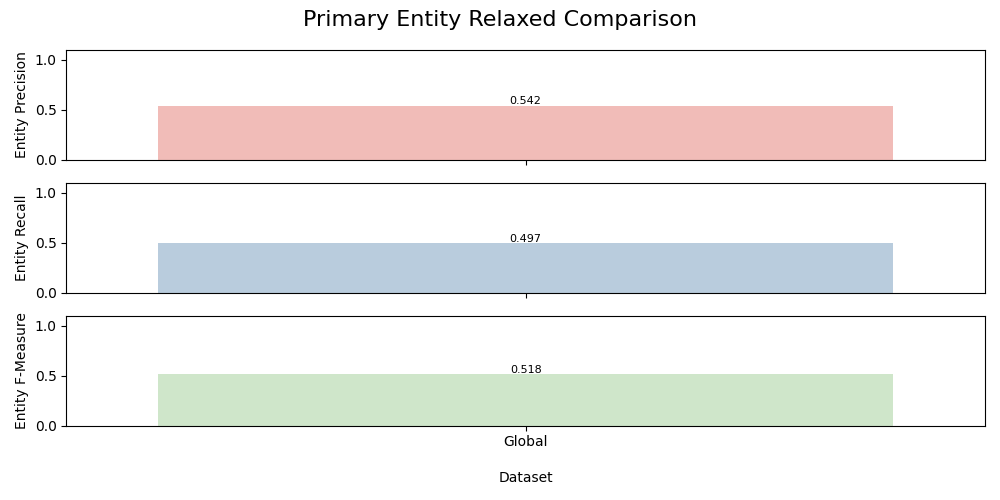 Primary Entity Relaxed Comparison
Entity Precision
1.0
0.5
0.0
0.542
Entity Recall
1.0
0.5
0.0
0.497
Entity F-Measure
1.0
0.5
0.0
0.518
Global
Dataset